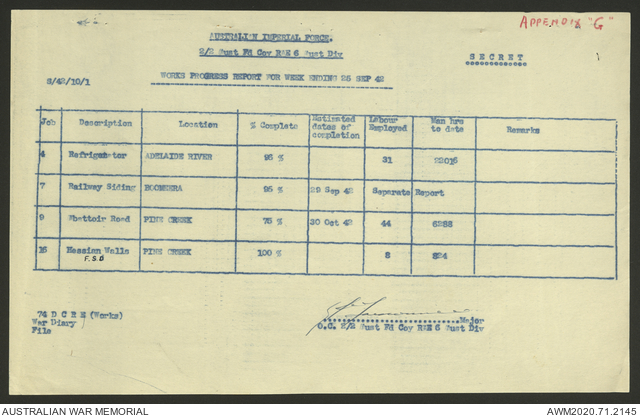 APPENDIX "G"
AUSTRALIAN IMPERIAL FORCE.
2/2 Aust Fd Coy RAE 6 Aust Div
SECRET
S/42/10/1
WORKS PROGRESS REPORT FOR WEEK ENDING 25 SEP 42
Job Description Location % Complete Estimated dates of completion Labour Employed Man hrs to date Remarks
4 Refrigerator ADELAIDE RIVER 95 % 31 22016
7 Railway Siding 95 % 29 Sep 42 Separate Report
9 Abattoir Road PINE CREEK 75 % 30 Oct 42 44 6288
16 Hessian Walls PINE CREEK 100 % 8 824
F.S.D
74 D C R E (Works)
War Diary
File
Major
O.C. 2/2 Aust Fd Coy RAE 6 Aust Div
AUSTRALIAN WAR MEMORIAL
AWM2020.71.2145